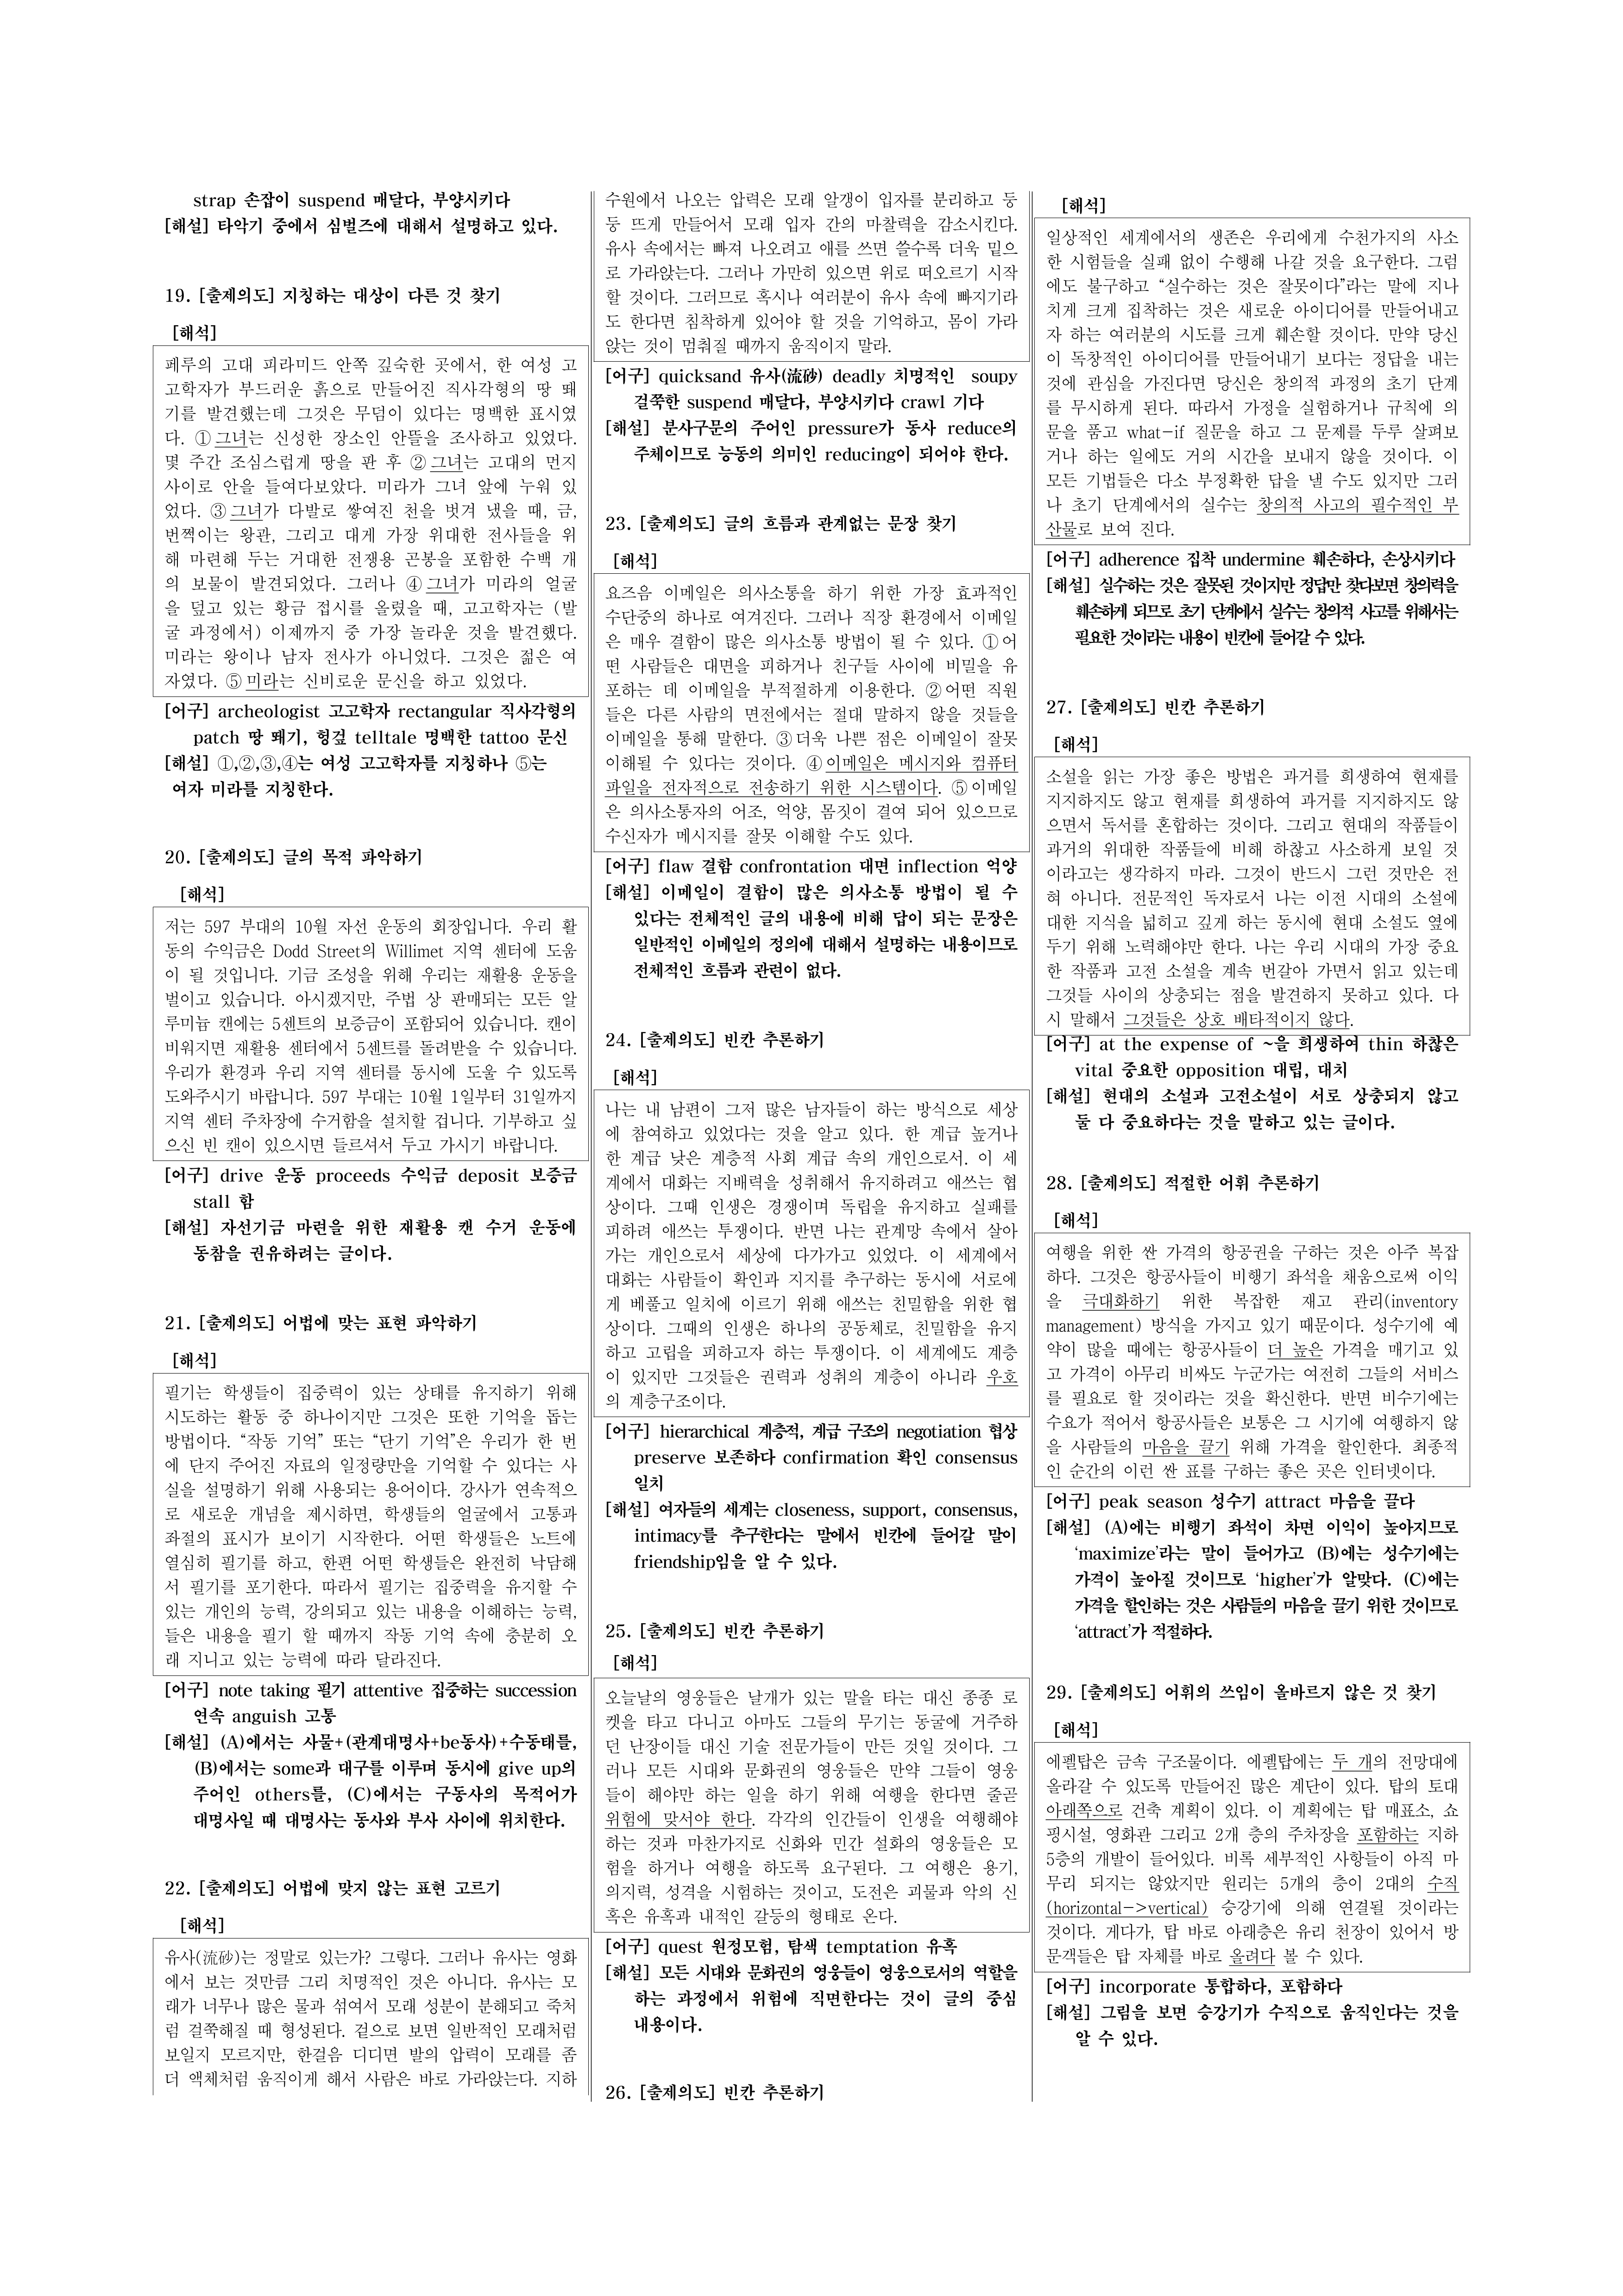 strap 손잡이 suspend 매달다, 부양시키다
[해설] 타악기 중에서 심벌즈에 대해서 설명하고 있다.
19. [출제의도] 지칭하는 대상이 다른 것 찾기
[해석]
페루의 고대 피라미드 안쪽 깊숙한 곳에서, 한 여성 고
고학자가 부드러운 흙으로 만들어진 직사각형의 땅 뙈
기를 발견했는데 그것은 무덤이 있다는 명백한 표시였
다. ① 그녀는 신성한 장소인 안뜰을 조사하고 있었다.
몇 주간 조심스럽게 땅을 판 후 ② 그녀는 고대의 먼지
사이로 안을 들여다보았다. 미라가 그녀 앞에 누워 있
었다. ③ 그녀가 다발로 쌓여진 천을 벗겨 냈을 때, 금,
번쩍이는 왕관, 그리고 대게 가장 위대한 전사들을 위
해 마련해 두는 거대한 전쟁용 곤봉을 포함한 수백 개
의 보물이 발견되었다. 그러나 ④ 그녀가 미라의 얼굴
을 덮고 있는 황금 접시를 올렸을 때, 고고학자는 (발
굴 과정에서) 이제까지 중 가장 놀라운 것을 발견했다.
미라는 왕이나 남자 전사가 아니었다. 그것은 젊은 여
자였다. ⑤ 미라는 신비로운 문신을 하고 있었다.
[어구] archeologist 고고학자 rectangular 직사각형의
patch 땅 뙈기, 헝겊 telltale 명백한 tattoo 문신
[해설] ①,②,③,④는 여성 고고학자를 지칭하나 ⑤는
여자 미라를 지칭한다.
20. [출제의도] 글의 목적 파악하기
[해석]
저는 597 부대의 10월 자선 운동의 회장입니다. 우리 활
동의 수익금은 Dodd Street의 Willimet 지역 센터에 도움
이 될 것입니다. 기금 조성을 위해 우리는 재활용 운동을
벌이고 있습니다. 아시겠지만, 주법 상 판매되는 모든 알
루미늄 캔에는 5센트의 보증금이 포함되어 있습니다. 캔이
비워지면 재활용 센터에서 5센트를 돌려받을 수 있습니다.
우리가 환경과 우리 지역 센터를 동시에 도울 수 있도록
도와주시기 바랍니다. 597 부대는 10월 1일부터 31일까지
지역 센터 주차장에 수거함을 설치할 겁니다. 기부하고 싶
으신 빈 캔이 있으시면 들르셔서 두고 가시기 바랍니다.
[어구] drive 운동 proceeds 수익금 deposit 보증금
stall 함
[해설] 자선기금 마련을 위한 재활용 캔 수거 운동에
동참을 권유하려는 글이다.
21. [출제의도] 어법에 맞는 표현 파악하기
[해석]
필기는 학생들이 집중력이 있는 상태를 유지하기 위해
시도하는 활동 중 하나이지만 그것은 또한 기억을 돕는
방법이다. “작동 기억” 또는 “단기 기억”은 우리가 한 번
에 단지 주어진 자료의 일정량만을 기억할 수 있다는 사
실을 설명하기 위해 사용되는 용어이다. 강사가 연속적으
로 새로운 개념을 제시하면, 학생들의 얼굴에서 고통과
좌절의 표시가 보이기 시작한다. 어떤 학생들은 노트에
열심히 필기를 하고, 한편 어떤 학생들은 완전히 낙담해
서 필기를 포기한다. 따라서 필기는 집중력을 유지할 수
있는 개인의 능력, 강의되고 있는 내용을 이해하는 능력,
들은 내용을 필기 할 때까지 작동 기억 속에 충분히 오
래 지니고 있는 능력에 따라 달라진다.
[어구] note taking 필기 attentive 집중하는 succession
연속 anguish 고통
[해설] (A)에서는 사물+(관계대명사+be동사)+수동태를,
(B)에서는 some과 대구를 이루며 동시에 give up의
주어인 others를, (C)에서는 구동사의 목적어가
대명사일 때 대명사는 동사와 부사 사이에 위치한다.
22. [출제의도] 어법에 맞지 않는 표현 고르기
[해석]
유사(流砂)는 정말로 있는가? 그렇다. 그러나 유사는 영화
에서 보는 것만큼 그리 치명적인 것은 아니다. 유사는 모
래가 너무나 많은 물과 섞여서 모래 성분이 분해되고 죽처
럼 걸쭉해질 때 형성된다. 겉으로 보면 일반적인 모래처럼
보일지 모르지만, 한걸음 디디면 발의 압력이 모래를 좀
더 액체처럼 움직이게 해서 사람은 바로 가라앉는다. 지하
수원에서 나오는 압력은 모래 알갱이 입자를 분리하고 둥
둥 뜨게 만들어서 모래 입자 간의 마찰력을 감소시킨다.
유사 속에서는 빠져 나오려고 애를 쓰면 쓸수록 더욱 밑으
로 가라앉는다. 그러나 가만히 있으면 위로 떠오르기 시작
할 것이다. 그러므로 혹시나 여러분이 유사 속에 빠지기라
도 한다면 침착하게 있어야 할 것을 기억하고, 몸이 가라
앉는 것이 멈춰질 때까지 움직이지 말라.
[어구] quicksand 유사(流砂) deadly 치명적인 soupy
걸쭉한 suspend 매달다, 부양시키다 crawl 기다
[해설] 분사구문의 주어인 pressure가 동사 reduce의
주체이므로 능동의 의미인 reducing이 되어야 한다.
23. [출제의도] 글의 흐름과 관계없는 문장 찾기
[해석]
요즈음 이메일은 의사소통을 하기 위한 가장 효과적인
수단중의 하나로 여겨진다. 그러나 직장 환경에서 이메일
은 매우 결함이 많은 의사소통 방법이 될 수 있다. ① 어
떤 사람들은 대면을 피하거나 친구들 사이에 비밀을 유
포하는 데 이메일을 부적절하게 이용한다. ② 어떤 직원
들은 다른 사람의 면전에서는 절대 말하지 않을 것들을
이메일을 통해 말한다. ③ 더욱 나쁜 점은 이메일이 잘못
이해될 수 있다는 것이다. ④ 이메일은 메시지와 컴퓨터
파일을 전자적으로 전송하기 위한 시스템이다. ⑤ 이메일
은 의사소통자의 어조, 억양, 몸짓이 결여 되어 있으므로
수신자가 메시지를 잘못 이해할 수도 있다.
[어구] flaw 결함 confrontation 대면 inflection 억양
[해설] 이메일이 결함이 많은 의사소통 방법이 될 수
있다는 전체적인 글의 내용에 비해 답이 되는 문장은
일반적인 이메일의 정의에 대해서 설명하는 내용이므로
전체적인 흐름과 관련이 없다.
24. [출제의도] 빈칸 추론하기
[해석]
나는 내 남편이 그저 많은 남자들이 하는 방식으로 세상
에 참여하고 있었다는 것을 알고 있다. 한 계급 높거나
한 계급 낮은 계층적 사회 계급 속의 개인으로서. 이 세
계에서 대화는 지배력을 성취해서 유지하려고 애쓰는 협
상이다. 그때 인생은 경쟁이며 독립을 유지하고 실패를
피하려 애쓰는 투쟁이다. 반면 나는 관계망 속에서 살아
가는 개인으로서 세상에 다가가고 있었다. 이 세계에서
대화는 사람들이 확인과 지지를 추구하는 동시에 서로에
게 베풀고 일치에 이르기 위해 애쓰는 친밀함을 위한 협
상이다. 그때의 인생은 하나의 공동체로, 친밀함을 유지
하고 고립을 피하고자 하는 투쟁이다. 이 세계에도 계층
이 있지만 그것들은 권력과 성취의 계층이 아니라 우호
의 계층구조이다.
[어구] hierarchical 계층적, 계급 구조의 negotiation 협상
preserve 보존하다 confirmation 확인 consensus
일치
[해설] 여자들의 세계는 closeness, support, consensus,
intimacy를 추구한다는 말에서 빈칸에 들어갈 말이
friendship임을 알 수 있다.
25. [출제의도] 빈칸 추론하기
[해석]
오늘날의 영웅들은 날개가 있는 말을 타는 대신 종종 로
켓을 타고 다니고 아마도 그들의 무기는 동굴에 거주하
던 난장이들 대신 기술 전문가들이 만든 것일 것이다. 그
러나 모든 시대와 문화권의 영웅들은 만약 그들이 영웅
들이 해야만 하는 일을 하기 위해 여행을 한다면 줄곧
위험에 맞서야 한다. 각각의 인간들이 인생을 여행해야
하는 것과 마찬가지로 신화와 민간 설화의 영웅들은 모
험을 하거나 여행을 하도록 요구된다. 그 여행은 용기,
의지력, 성격을 시험하는 것이고, 도전은 괴물과 악의 신
혹은 유혹과 내적인 갈등의 형태로 온다.
[어구] quest 원정모험, 탐색 temptation 유혹
[해설] 모든 시대와 문화권의 영웅들이 영웅으로서의 역할을
하는 과정에서 위험에 직면한다는 것이 글의 중심
내용이다.
26. [출제의도] 빈칸 추론하기
[해석]
일상적인 세계에서의 생존은 우리에게 수천가지의 사소
한 시험들을 실패 없이 수행해 나갈 것을 요구한다. 그럼
에도 불구하고 “실수하는 것은 잘못이다”라는 말에 지나
치게 크게 집착하는 것은 새로운 아이디어를 만들어내고
자 하는 여러분의 시도를 크게 훼손할 것이다. 만약 당신
이 독창적인 아이디어를 만들어내기 보다는 정답을 내는
것에 관심을 가진다면 당신은 창의적 과정의 초기 단계
를 무시하게 된다. 따라서 가정을 실험하거나 규칙에 의
문을 품고 what-if 질문을 하고 그 문제를 두루 살펴보
거나 하는 일에도 거의 시간을 보내지 않을 것이다. 이
모든 기법들은 다소 부정확한 답을 낼 수도 있지만 그러
나 초기 단계에서의 실수는 창의적 사고의 필수적인 부
산물로 보여 진다.
[어구] adherence 집착 undermine 훼손하다, 손상시키다
[해설] 실수하는 것은 잘못된 것이지만 정답만 찾다보면 창의력을
훼손하게 되므로 초기 단계에서 실수는 창의적 사고를 위해서는
필요한 것이라는 내용이 빈칸에 들어갈 수 있다.
27. [출제의도] 빈칸 추론하기
[해석]
소설을 읽는 가장 좋은 방법은 과거를 희생하여 현재를
지지하지도 않고 현재를 희생하여 과거를 지지하지도 않
으면서 독서를 혼합하는 것이다. 그리고 현대의 작품들이
과거의 위대한 작품들에 비해 하찮고 사소하게 보일 것
이라고는 생각하지 마라. 그것이 반드시 그런 것만은 전
혀 아니다. 전문적인 독자로서 나는 이전 시대의 소설에
대한 지식을 넓히고 깊게 하는 동시에 현대 소설도 옆에
두기 위해 노력해야만 한다. 나는 우리 시대의 가장 중요
한 작품과 고전 소설을 계속 번갈아 가면서 읽고 있는데
그것들 사이의 상충되는 점을 발견하지 못하고 있다. 다
시 말해서 그것들은 상호 배타적이지 않다.
[어구] at the expense of ~을 희생하여 thin 하찮은
vital 중요한 opposition 대립, 대치
[해설] 현대의 소설과 고전소설이 서로 상충되지 않고
둘 다 중요하다는 것을 말하고 있는 글이다.
28. [출제의도] 적절한 어휘 추론하기
[해석]
여행을 위한 싼 가격의 항공권을 구하는 것은 아주 복잡
하다. 그것은 항공사들이 비행기 좌석을 채움으로써 이익
을 극대화하기 위한 복잡한 재고 관리(inventory
management) 방식을 가지고 있기 때문이다. 성수기에 예
약이 많을 때에는 항공사들이 더 높은 가격을 매기고 있
고 가격이 아무리 비싸도 누군가는 여전히 그들의 서비스
를 필요로 할 것이라는 것을 확신한다. 반면 비수기에는
수요가 적어서 항공사들은 보통은 그 시기에 여행하지 않
을 사람들의 마음을 끌기 위해 가격을 할인한다. 최종적
인 순간의 이런 싼 표를 구하는 좋은 곳은 인터넷이다.
[어구] peak season 성수기 attract 마음을 끌다
[해설] (A)에는 비행기 좌석이 차면 이익이 높아지므로
‘maximize’라는 말이 들어가고 (B)에는 성수기에는
가격이 높아질 것이므로 ‘higher’가 알맞다. (C)에는
가격을 할인하는 것은 사람들의 마음을 끌기 위한 것이므로
‘attract’가 적절하다.
29. [출제의도] 어휘의 쓰임이 올바르지 않은 것 찾기
[해석]
에펠탑은 금속 구조물이다. 에펠탑에는 두 개의 전망대에
올라갈 수 있도록 만들어진 많은 계단이 있다. 탑의 토대
아래쪽으로 건축 계획이 있다. 이 계획에는 탑 매표소, 쇼
핑시설, 영화관 그리고 2개 층의 주차장을 포함하는 지하
5층의 개발이 들어있다. 비록 세부적인 사항들이 아직 마
무리 되지는 않았지만 원리는 5개의 층이 2대의 수직
(horizontal->vertical) 승강기에 의해 연결될 것이라는
것이다. 게다가, 탑 바로 아래층은 유리 천장이 있어서 방
문객들은 탑 자체를 바로 올려다 볼 수 있다.
[어구] incorporate 통합하다, 포함하다
[해설] 그림을 보면 승강기가 수직으로 움직인다는 것을
알 수 있다.